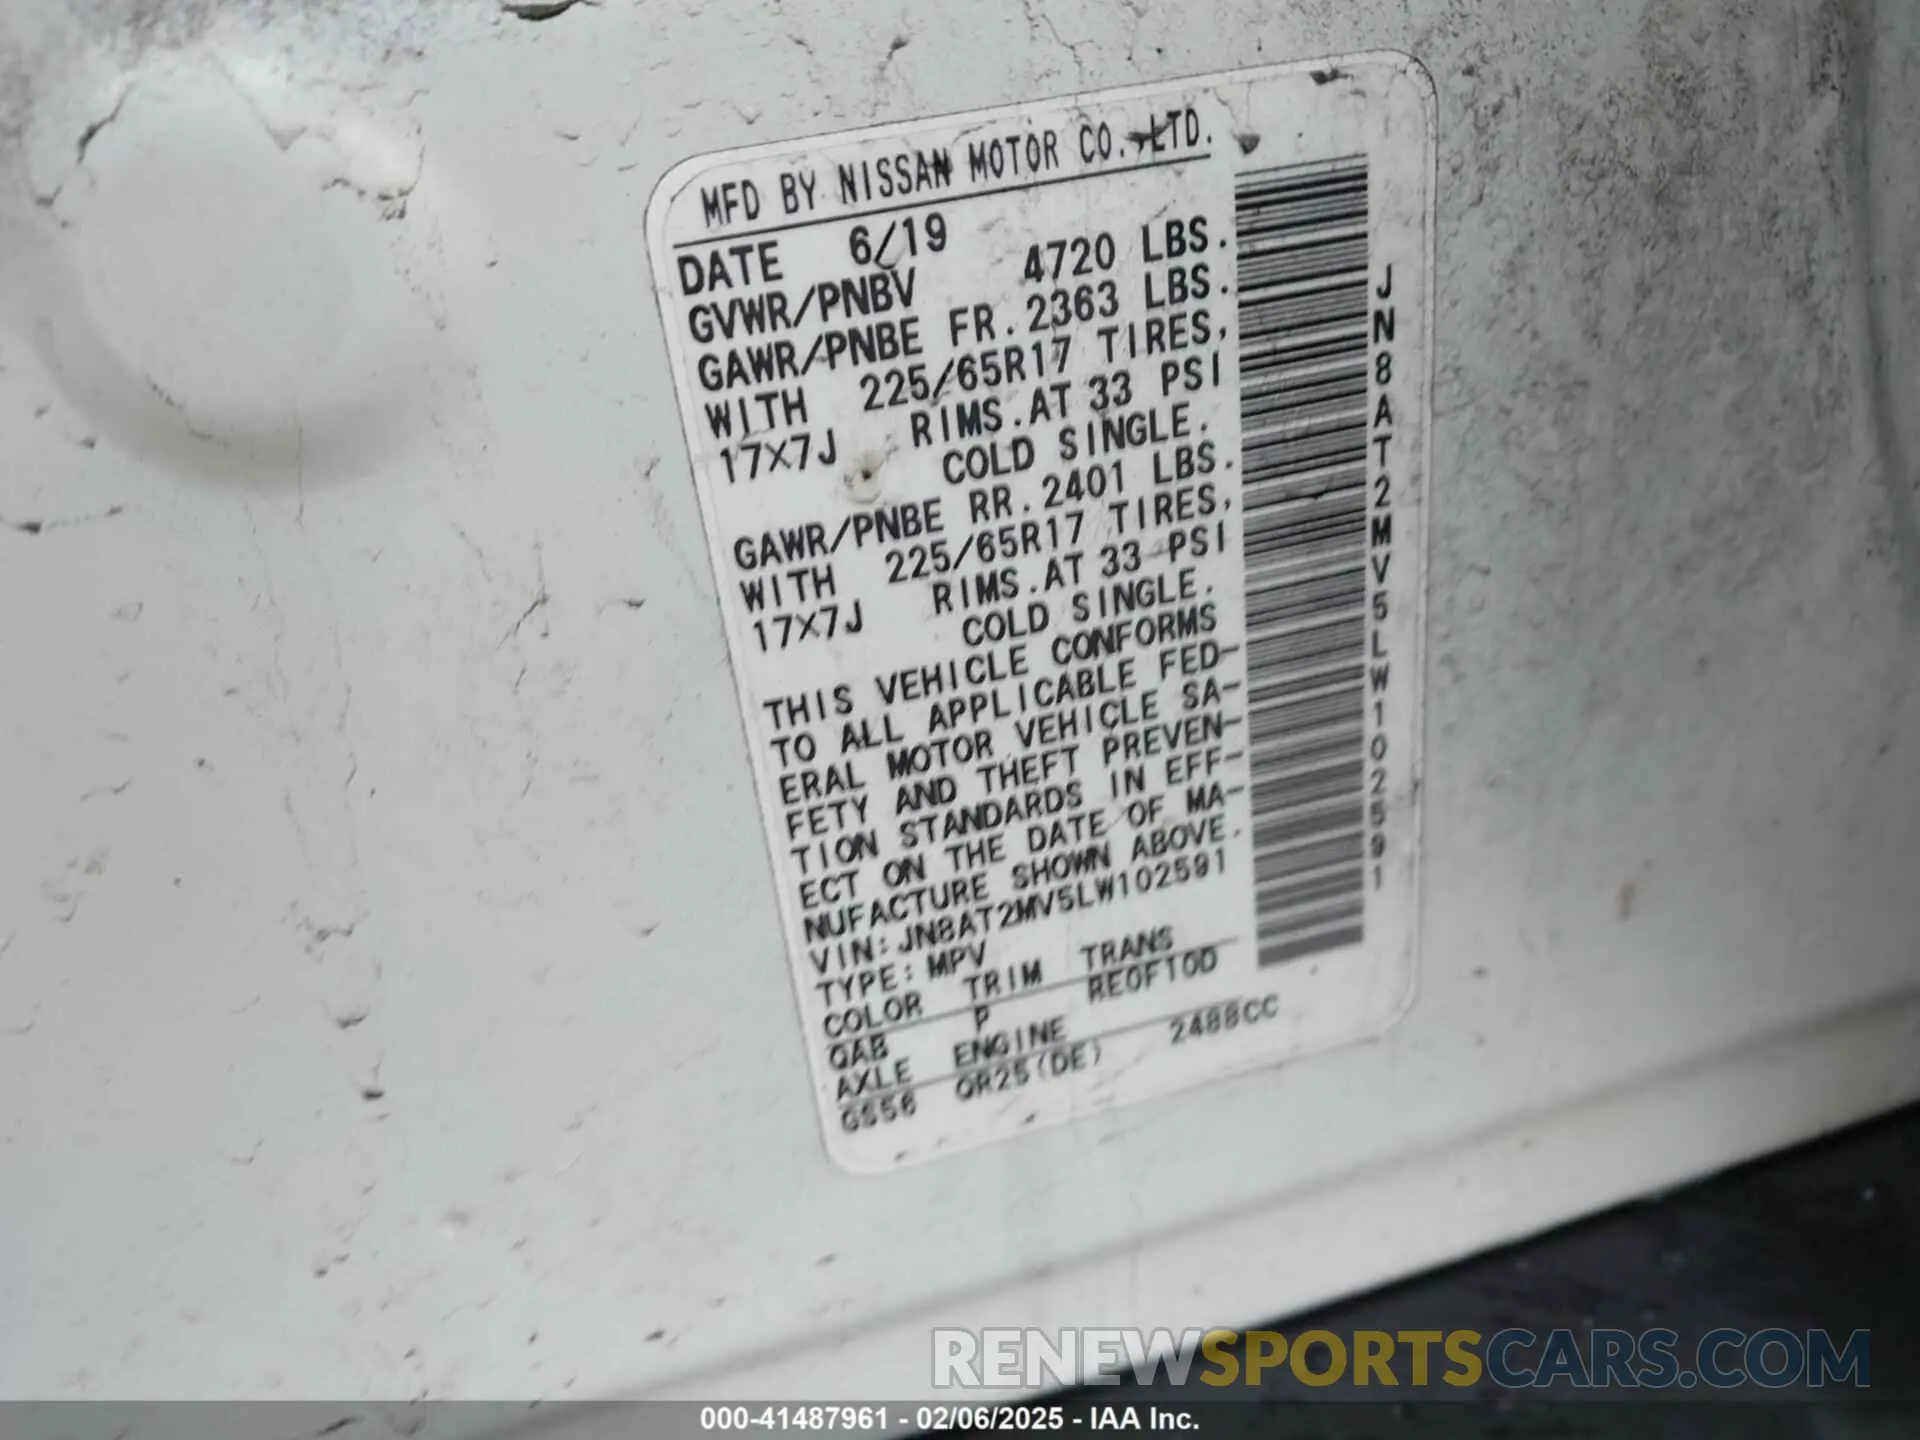 MFD BY NISSAN MOTOR CO. LTD.
DATE 6/19
GVWR/PNBV 4720 LBS.
GAWR/PNBE FR. 2363 LBS.
WITH 225/65R17 TIRES,
17X7J RIMS.AT 33 PSI
COLD SINGLE.
GAWR/PNBE RR. 2401 LBS.
WITH 225/65R17 TIRES,
17X7J RIMS.AT 33 PSI
COLD SINGLE.
THIS VEHICLE CONFORMS
TO ALL APPLICABLE FED-
ERAL MOTOR VEHICLE SA-
FETY AND THEFT PREVEN-
TION STANDARDS IN EFF-
ECT ON THE DATE OF MA-
NUFACTURE SHOWN ABOVE.
VIN: JN8AT2MV5LW102591
TYPE: MPV
COLOR TRIM TRANS
QAB P RE0F10D
AXLE ENGINE
GS56 QR25(DE) 2488CC
JN8AT2MV5LW102591
RENEWSPORTSCARS.COM
000-41487961 - 02/06/2025 - IAA Inc.